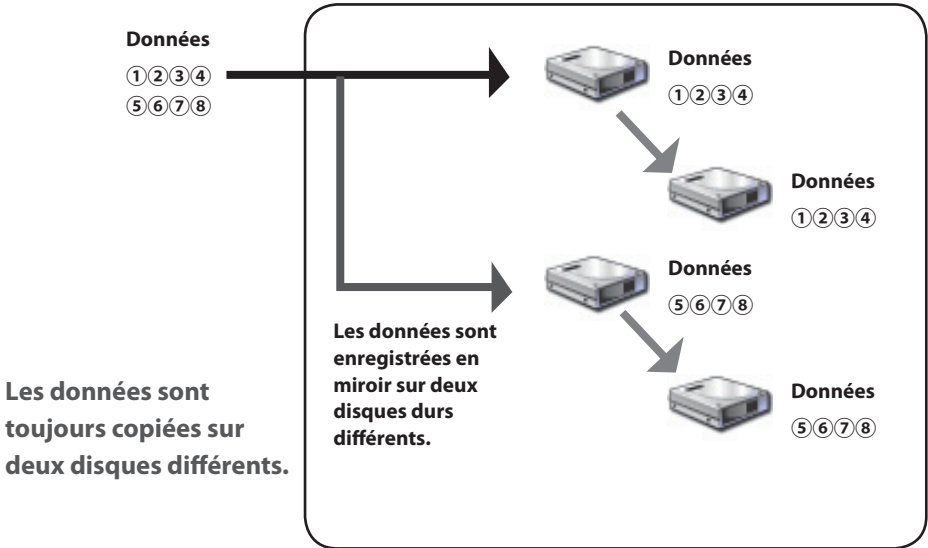 Données
①②③④
⑤⑥⑦⑧
Données
①②③④
Données
①②③④
Données
⑤⑥⑦⑧
Les données sont
enregistrées en
miroir sur deux
disques durs
différents.
Données
⑤⑥⑦⑧
Les données sont
toujours copiées sur
deux disques différents.